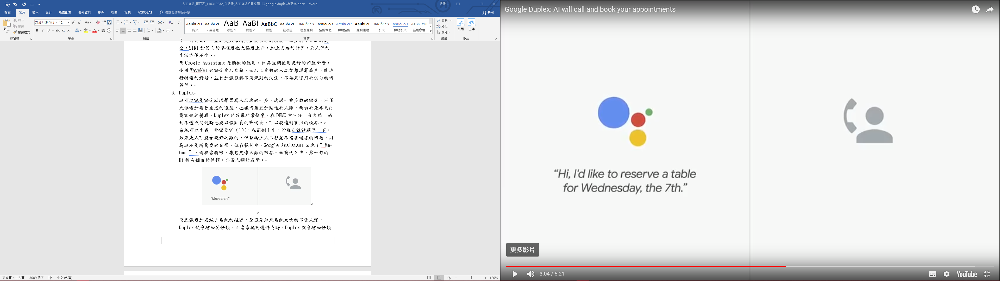 人工智慧_電四乙_110310232_官振鵬_人工智慧相關應用─以google duplex為研究.docx - Word
振鵬 官
檔案 常用 插入 設計 版面配置 參考資料 郵件 校閱 檢視 ACROBAT 告訴我您想做什麼 共用
貼上
剪下
複製
複製格式
剪貼簿
12
字型
段落
AaBbCcD AaBbCcD AaB AaBl AaBbC AaBbCcD AaBbCcD AaBbCcD AaBbCcD AaBbCcD AaBbCcD AaBbCcD AaBbCcD
內文 無間距 標題 1 標題 2 標題 副標題 區別強調 強調斜體 鮮明強調 強調粗體 引文 鮮明引文 區別參考
樣式
尋找
取代
選取
編輯
共用 上傳
Box
全，SIRI 對語言的準確度也大幅度上升，加上雲端的計算，為人們的
生活方便不少。
而 Google Assistant 是類似的應用，但其強調使用更好的回應聲音，
使用 WaveNet 的語音更加自然，而加上更強的人工智慧運算晶片，能進
行持續的對話，並更加能理解不同規則的文法，不再只適用於例句的回
答等。
6. Duplex
這可以說是語音助理學習真人反應的一步，透過一些多餘的語音，不僅
大幅增加語音生成的速度，也讓回應更加貼進於人類，而由於是專為打
電話預約餐廳，Duplex 的效果非常顯卓，在 DEMO 中不僅十分自然，遇
到不懂或問題時也能以假亂真的帶過去，可以說達到實用的境界。
系統可以生成一些語氣詞 (10)，在範例 1 中，沙龍店說請稍等一下，
如果是人可能會說好之類的，但理論上人工智慧不需要這樣的回應，因
為這不是所需要的目標，但在範例中，Google Assistant 回應了”Mm-
hmm.”，這相當特殊，讓它更像人類的回答。而範例 2 中，第一句的
Hi 後有個 m 的停頓，非常人類的感覺。
“Mm-hmm.”
而且能增加或減少系統的延遲，原理是如果系統太快的不像人類，
Duplex 便會增加其停頓，而當系統延遲過高時，Duplex 就會增加停頓
第 6 頁，共 8 頁 3009 個字 中文 (台灣) 120%
Google Duplex: AI will call and book your appointments
“Hi, I'd like to reserve a table
for Wednesday, the 7th.”
更多影片
3:04 / 5:21
YouTube